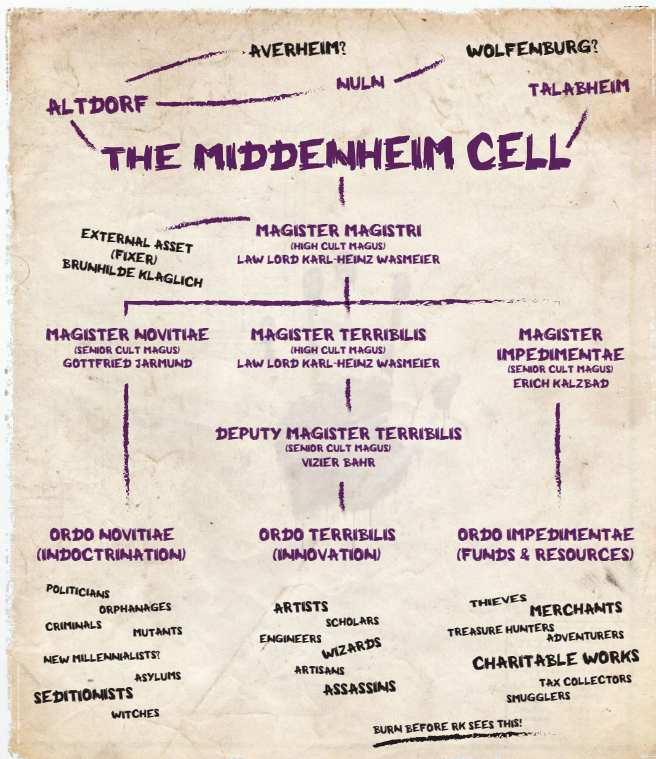 AVERHEIM?
WOLFENBURG?
NULN
TALABHEIM
ALTDORF
THE MIDDENHEIM CELL
EXTERNAL ASSET
(FIXER)
BRUNHILDE KLAGLICH
MAGISTER MAGISTRI
(HIGH CULT MAGUS)
LAW LORD KARL-HEINZ WASMEIER
MAGISTER NOVITIAE
(SENIOR CULT MAGUS)
GOTTFRIED JARMUND
MAGISTER TERRIBILIS
(HIGH CULT MAGUS)
LAW LORD KARL-HEINZ WASMEIER
MAGISTER
IMPEDIMENTAE
(SENIOR CULT MAGUS)
ERICH KALZBAD
DEPUTY MAGISTER TERRIBILIS
(SENIOR CULT MAGUS)
VIZIER BAHR
ORDO NOVITIAE
(INDOCTRINATION)
POLITICIANS
ORPHANAGES
CRIMINALS
MUTANTS
NEW MILLENNIALISTS?
ASYLUMS
SEDITIONISTS
WITCHES
ORDO TERRIBILIS
(INNOVATION)
ARTISTS
SCHOLARS
ENGINEERS
WIZARDS
ARTISANS
ASSASSINS
ORDO IMPEDIMENTAE
(FUNDS & RESOURCES)
THIEVES
MERCHANTS
TREASURE HUNTERS
ADVENTURERS
CHARITABLE WORKS
TAX COLLECTORS
SMUGGLERS
BURN BEFORE RK SEES THIS!